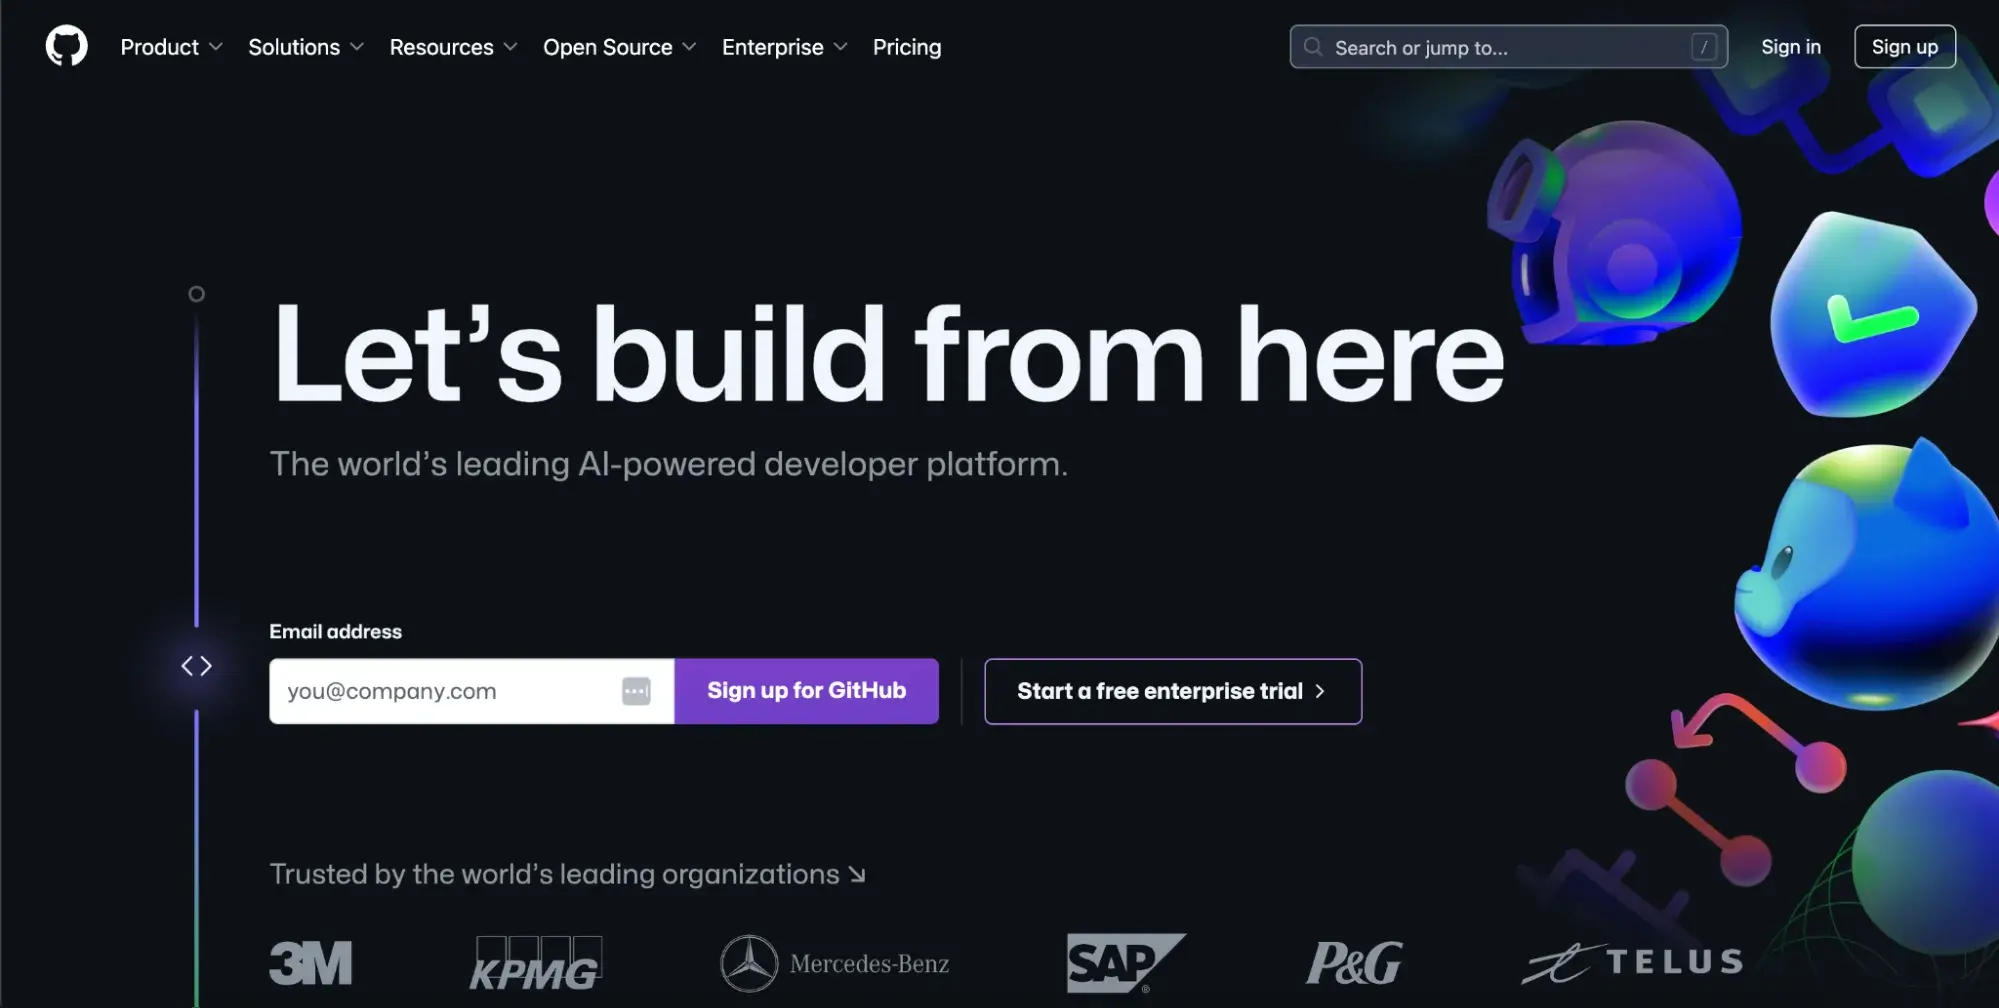 Product Solutions Resources Open Source Enterprise Pricing Search or jump to... / Sign in Sign up
Let’s build from here
The world’s leading AI-powered developer platform.
Email address
you@company.com Sign up for GitHub Start a free enterprise trial
Trusted by the world’s leading organizations
3M KPMG Mercedes-Benz SAP® P&G TELUS